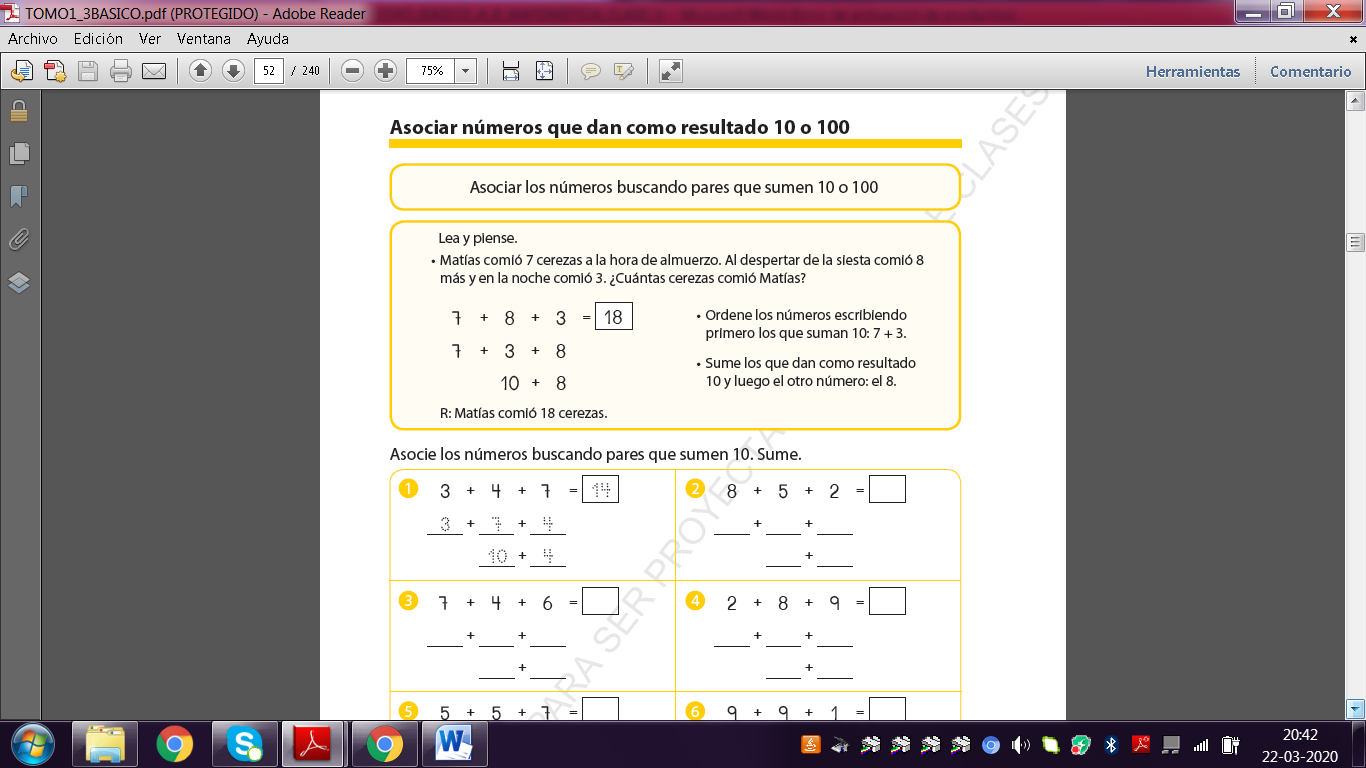 TOMO1_3BASICO.pdf (PROTEGIDO) - Adobe Reader
Archivo Edición Ver Ventana Ayuda
52 / 240 75% Herramientas Comentario
Asociar números que dan como resultado 10 o 100
Asociar los números buscando pares que sumen 10 o 100
Lea y piense.
• Matías comió 7 cerezas a la hora de almuerzo. Al despertar de la siesta comió 8
más y en la noche comió 3. ¿Cuántas cerezas comió Matías?
7 + 8 + 3 = 18
7 + 3 + 8
10 + 8
• Ordene los números escribiendo
primero los que suman 10: 7 + 3.
• Sume los que dan como resultado
10 y luego el otro número: el 8.
R: Matías comió 18 cerezas.
Asocie los números buscando pares que sumen 10. Sume.
1 3 + 4 + 7 = 14
3 + 7 + 4
10 + 4
2 8 + 5 + 2 =
+ +
+
3 7 + 4 + 6 =
+ +
+
4 2 + 8 + 9 =
+ +
+
5 5 + 5 + 7 =
6 9 + 9 + 1 =
PARA SER PROYECTA
E CLASES
20:42
22-03-2020